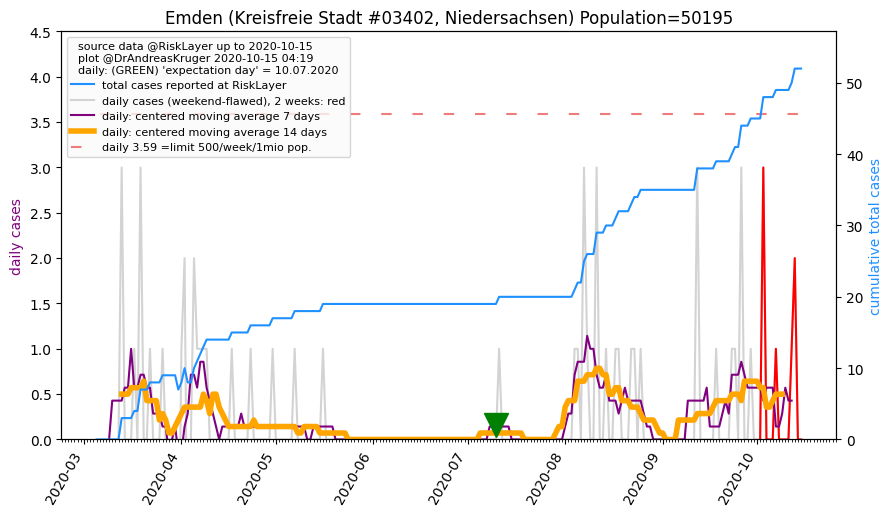 Emden (Kreisfreie Stadt #03402, Niedersachsen) Population=50195
source data @RiskLayer up to 2020-10-15
plot @DrAndreasKruger 2020-10-15 04:19
daily: (GREEN) 'expectation day' = 10.07.2020
total cases reported at RiskLayer
daily cases (weekend-flawed), 2 weeks: red
daily: centered moving average 7 days
daily: centered moving average 14 days
daily 3.59 =limit 500/week/1mio pop.
daily cases
4.5
4.0
3.5
3.0
2.5
2.0
1.5
1.0
0.5
0.0
cumulative total cases
50
40
30
20
10
0
2020-03
2020-04
2020-05
2020-06
2020-07
2020-08
2020-09
2020-10